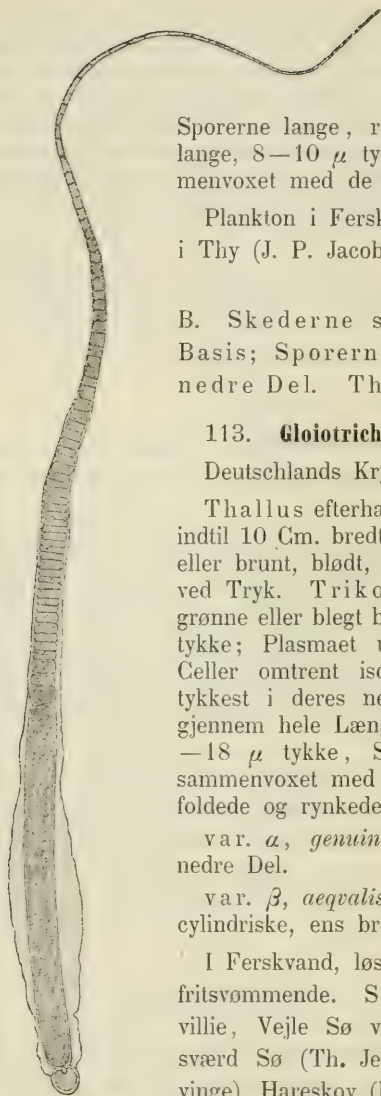 Sporerne lange, r
lange, 8—10 μ ty
menvoxet med de
Plankton i Fersk
i Thy (J. P. Jacob
B. Skederne s
Basis; Sporern
nedre Del. Th
113. Gloiotrich
Deutschlands Kr
Thallus efterha
indtil 10 Cm. bredt
eller brunt, blødt,
ved Tryk. Triko
grønne eller blegt b
tykke; Plasmaet
Celler omtrent iso
tykkest i deres ne
gjennem hele Læn
—18 μ tykke, S
sammenvoxet med
foldede og rynkede
var. α, genuin
nedre Del.
var. β, aeqvalis
cylindriske, ens br
I Ferskvand, løs
fritsvømmende. S
villie, Vejle Sø v
sværd Sø (Th. Je
vinge), Hareskov (